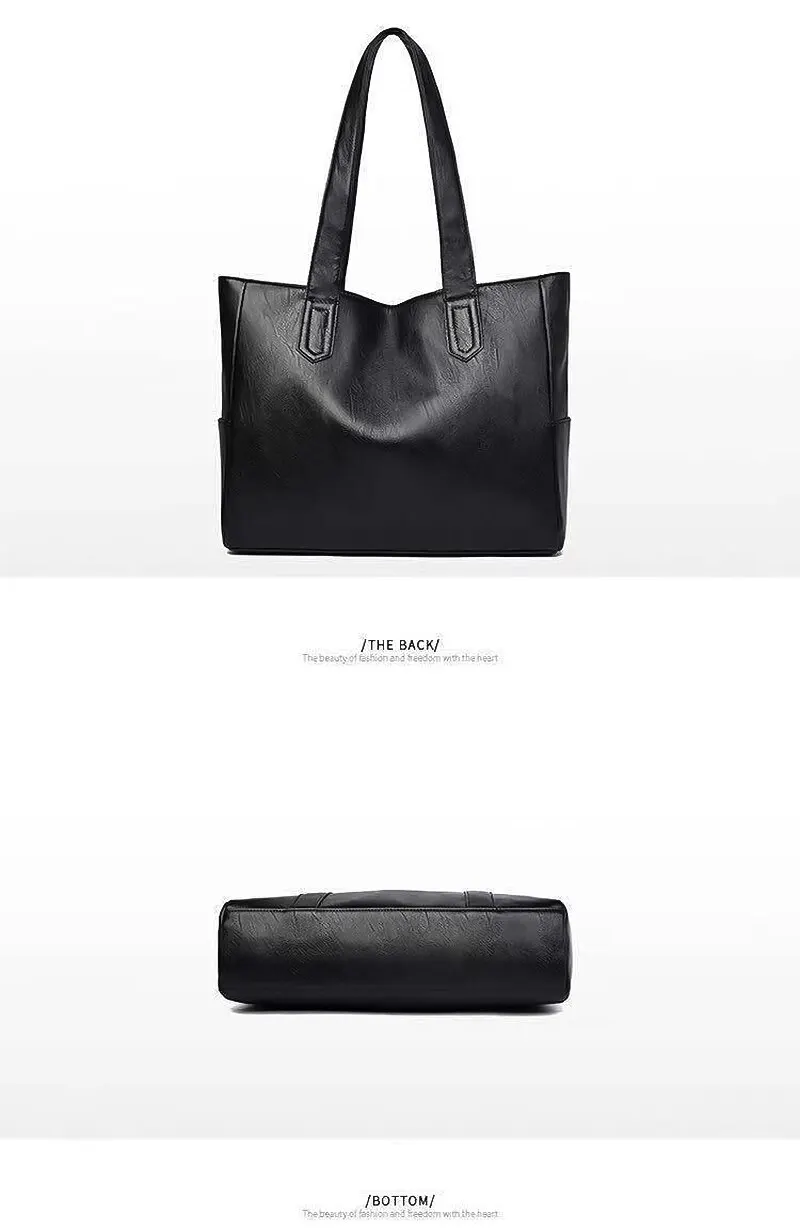 /THE BACK/
The beauty of fashion and freedom with the heart
/BOTTOM/
The beauty of fashion and freedom with the heart